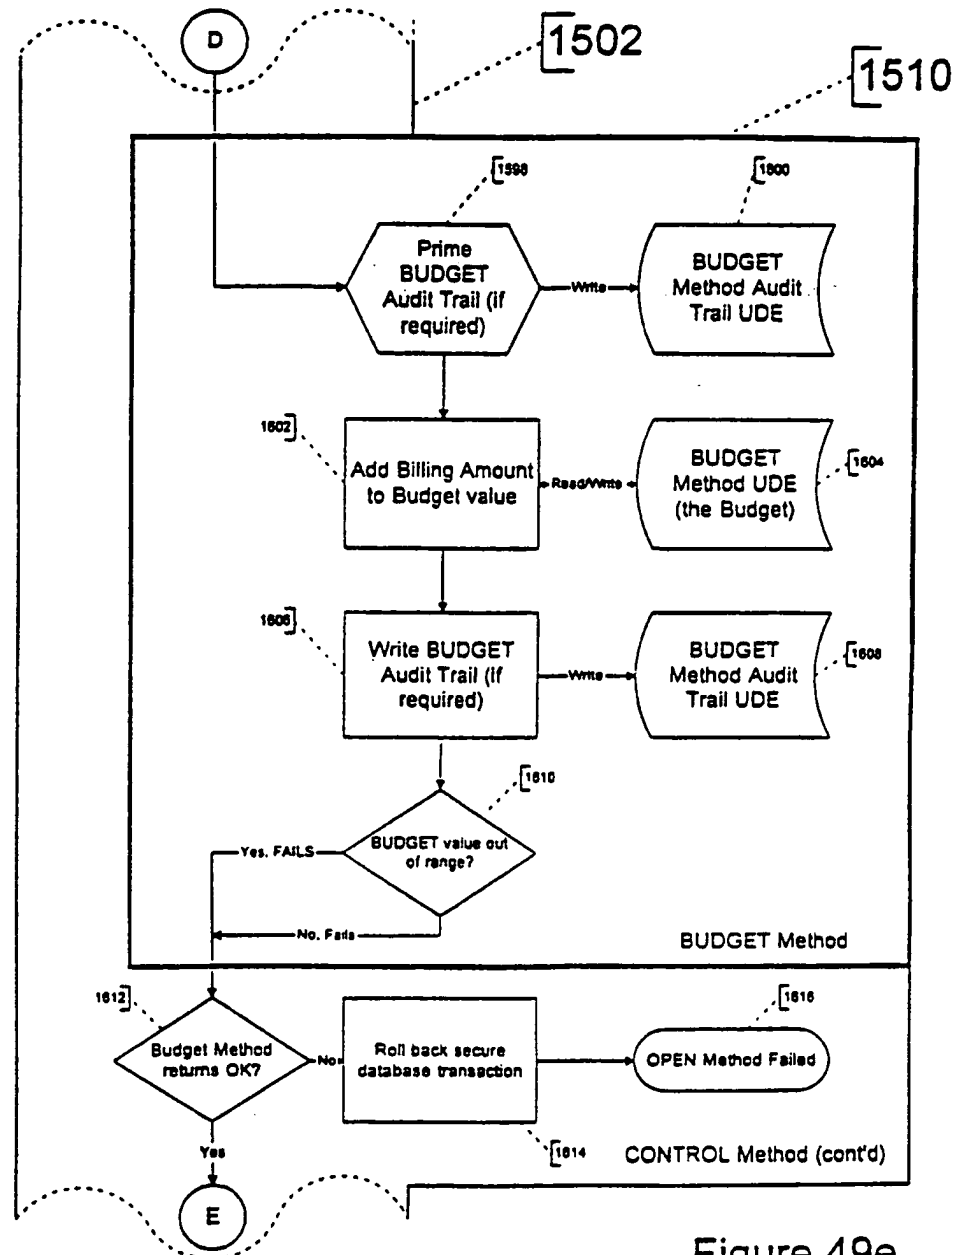 D
1502
1510
1598
1600
Prime
BUDGET
Audit Trail (if
required)
Write
BUDGET
Method Audit
Trail UDE
1602
Add Billing Amount
to Budget value
Read/Write
BUDGET
Method UDE
(the Budget)
1604
1606
Write BUDGET
Audit Trail (if
required)
Write
BUDGET
Method Audit
Trail UDE
1608
1610
BUDGET value out
of range?
Yes, FAILS
No, Fails
BUDGET Method
1612
1616
Budget Method
returns OK?
No
Roll back secure
database transaction
OPEN Method Failed
Yes
1614
CONTROL Method (cont'd)
E
Figure 49e